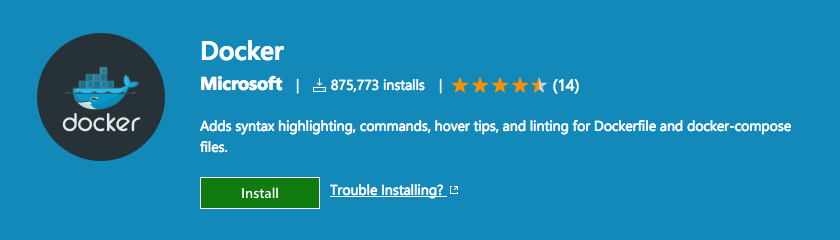 docker
Docker
Microsoft | 875,773 installs | (14)
Adds syntax highlighting, commands, hover tips, and linting for Dockerfile and docker-compose
files.
Install Trouble Installing?